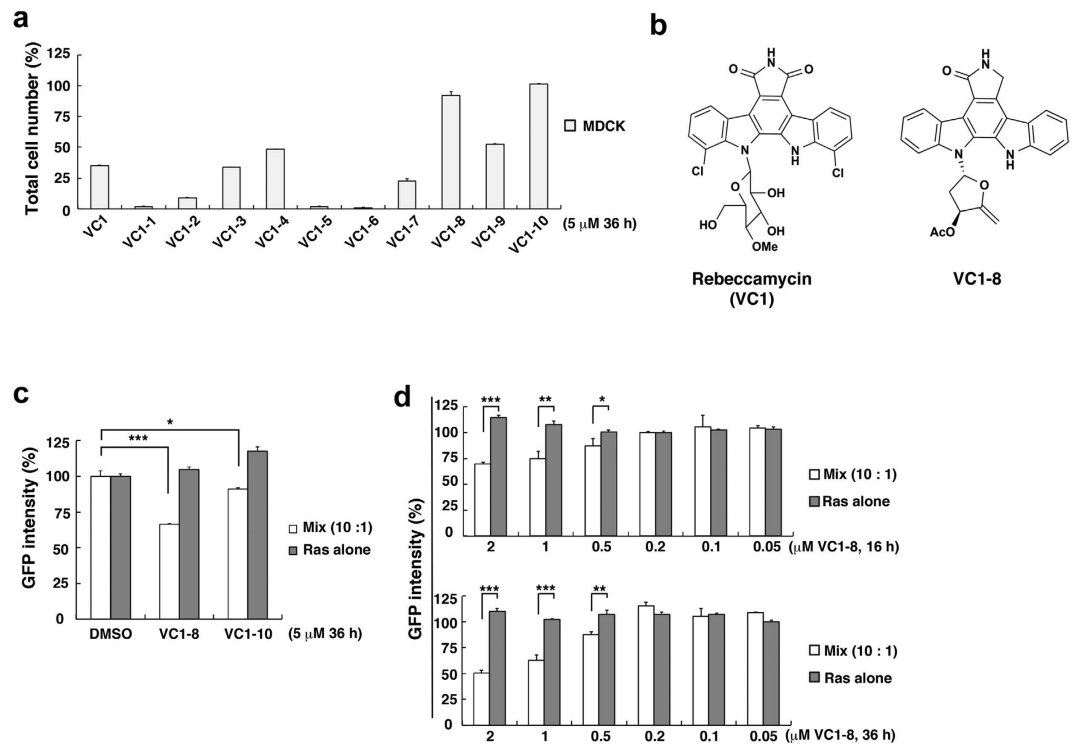 a
Total cell number (%)
125
100
75
50
25
0
MDCK
VC1
VC1-1
VC1-2
VC1-3
VC1-4
VC1-5
VC1-6
VC1-7
VC1-8
VC1-9
VC1-10
(5 μM 36 h)
b
H
O N O
N N
Cl H Cl
O
OH
HO
OH
OMe
Rebeccamycin
(VC1)
H
O N
N N
H
O
AcO
VC1-8
c
GFP intensity (%)
125
100
75
50
25
0
*
***
Mix (10 :1)
Ras alone
DMSO VC1-8 VC1-10 (5 μM 36 h)
d
GFP intensity (%)
125
100
75
50
25
0
*** ** *
Mix (10 : 1)
Ras alone
2 1 0.5 0.2 0.1 0.05 (μM VC1-8, 16 h)
125
100
75
50
25
0
*** *** **
Mix (10 : 1)
Ras alone
2 1 0.5 0.2 0.1 0.05 (μM VC1-8, 36 h)